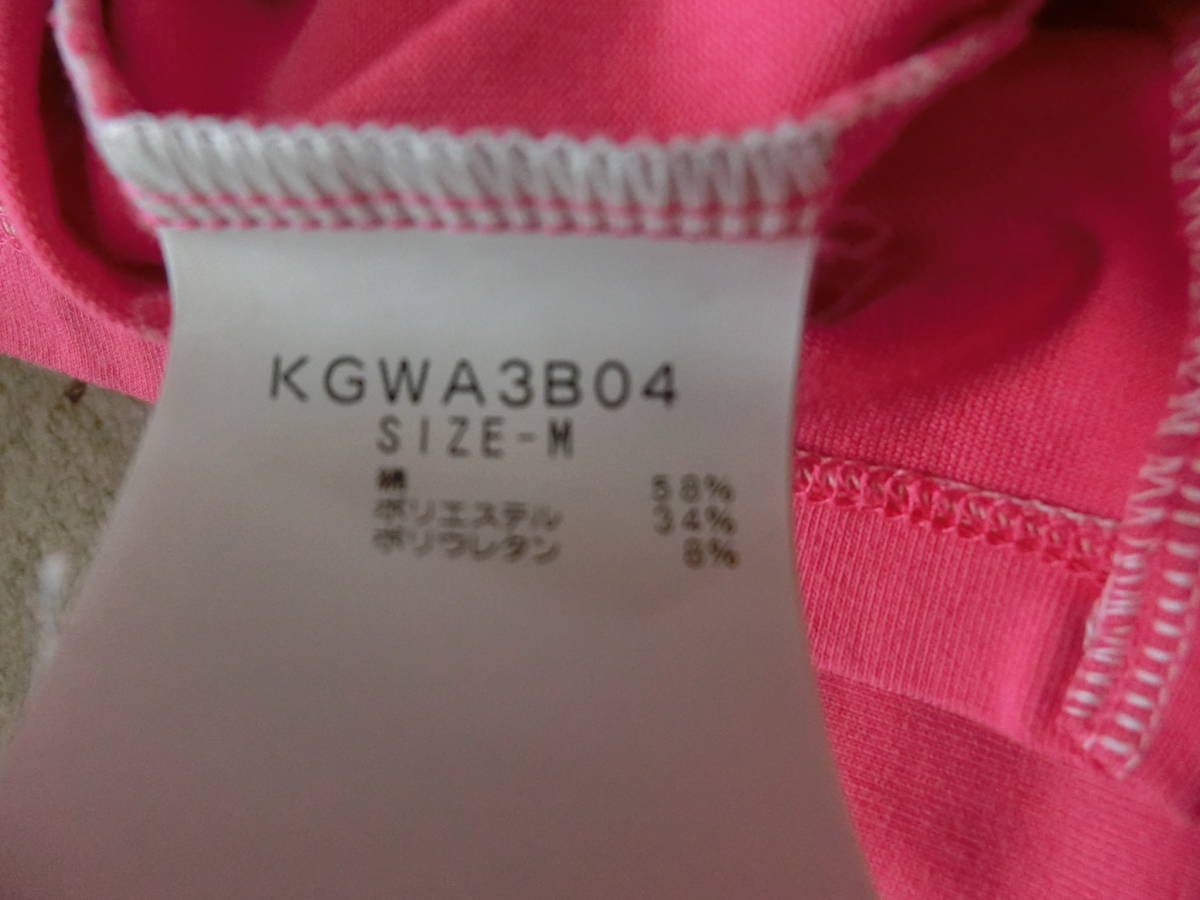 KGWA3B04
SIZE-M
綿 58%
ポリエステル 34%
ポリウレタン 8%